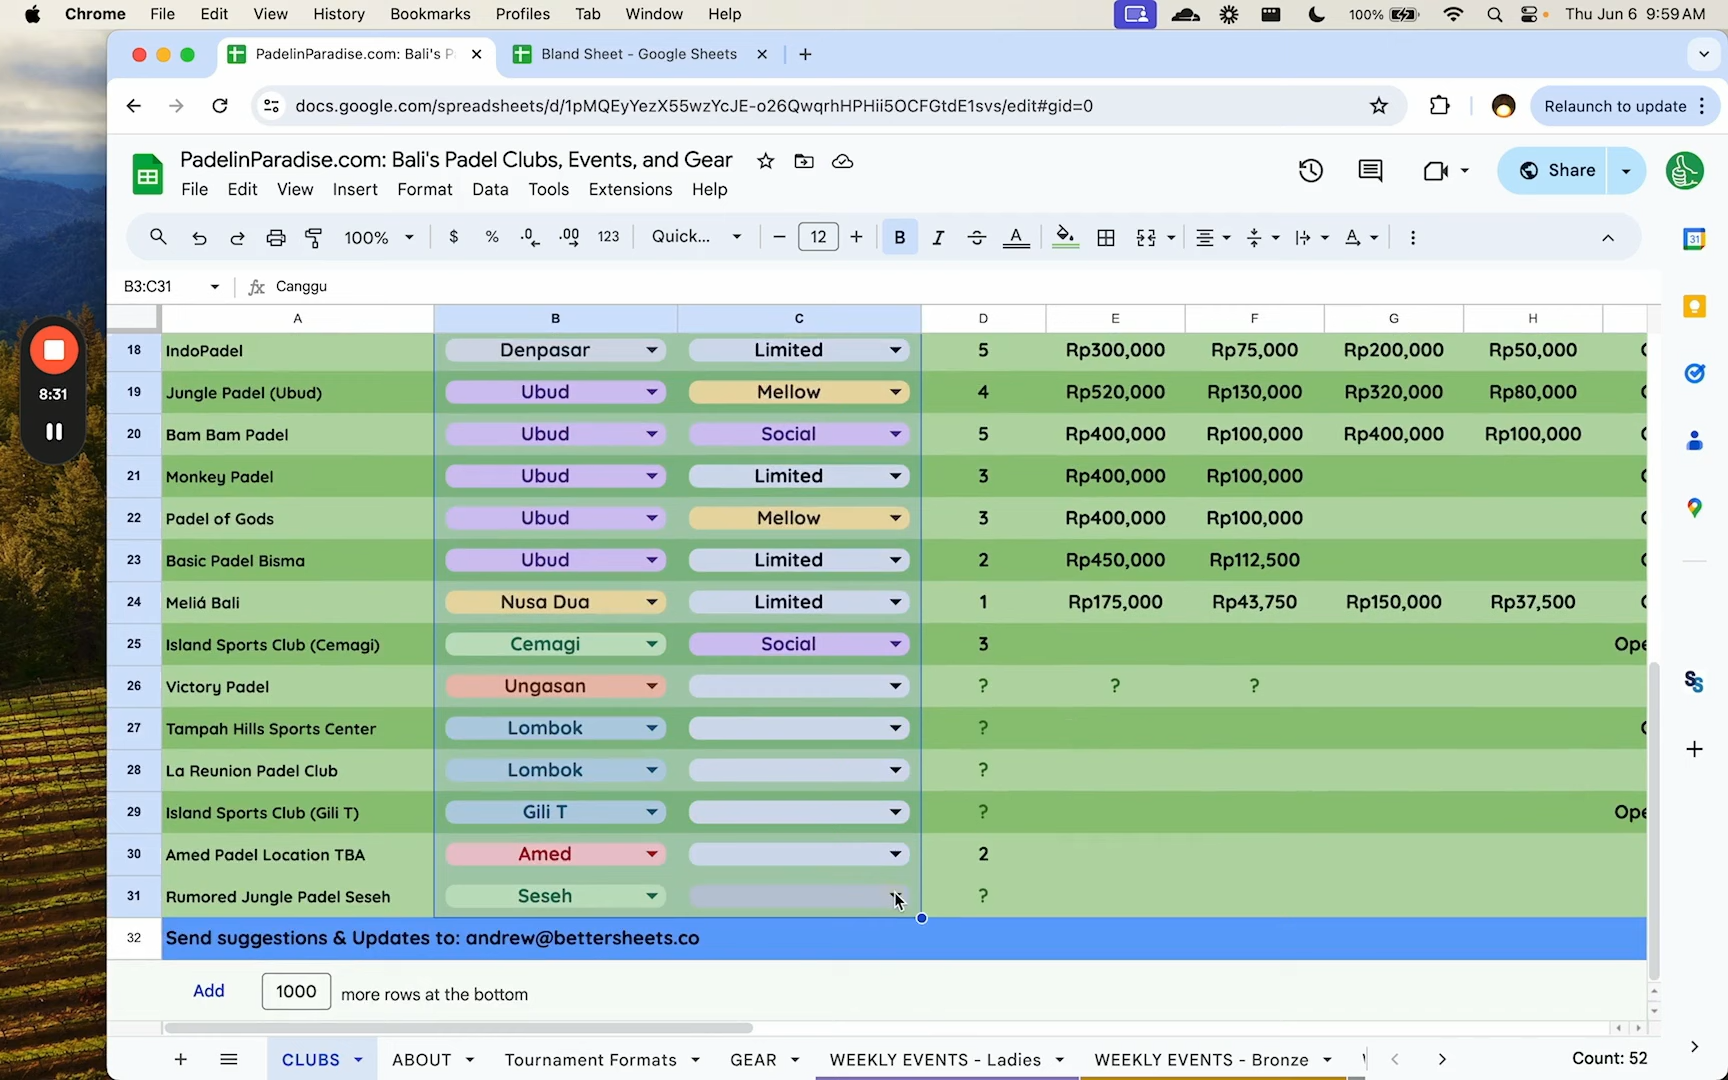 Chrome File Edit View History Bookmarks Profiles Tab Window Help 100% Thu Jun 6 9:59 AM
PadelinParadise.com: Bali's P Bland Sheet - Google Sheets
docs.google.com/spreadsheets/d/1pMQEyYezX55wzYcJE-o26QwqrhHPHii5OCFGtdE1svs/edit#gid=0 Relaunch to update
PadelinParadise.com: Bali's Padel Clubs, Events, and Gear
File Edit View Insert Format Data Tools Extensions Help Share
100% $ % .0 .00 123 Quick... 12 B I A A
B3:C31 fx Canggu
A B C D E F G H
18 IndoPadel Denpasar Limited 5 Rp300,000 Rp75,000 Rp200,000 Rp50,000
19 Jungle Padel (Ubud) Ubud Mellow 4 Rp520,000 Rp130,000 Rp320,000 Rp80,000
20 Bam Bam Padel Ubud Social 5 Rp400,000 Rp100,000 Rp400,000 Rp100,000
21 Monkey Padel Ubud Limited 3 Rp400,000 Rp100,000
22 Padel of Gods Ubud Mellow 3 Rp400,000 Rp100,000
23 Basic Padel Bisma Ubud Limited 2 Rp450,000 Rp112,500
24 Meliá Bali Nusa Dua Limited 1 Rp175,000 Rp43,750 Rp150,000 Rp37,500
25 Island Sports Club (Cemagi) Cemagi Social 3 Ope
26 Victory Padel Ungasan ? ? ?
27 Tampah Hills Sports Center Lombok ?
28 La Reunion Padel Club Lombok ?
29 Island Sports Club (Gili T) Gili T ? Ope
30 Amed Padel Location TBA Amed 2
31 Rumored Jungle Padel Seseh Seseh ?
32 Send suggestions & Updates to: andrew@bettersheets.co
Add 1000 more rows at the bottom
CLUBS ABOUT Tournament Formats GEAR WEEKLY EVENTS - Ladies WEEKLY EVENTS - Bronze Count: 52
8:31
31